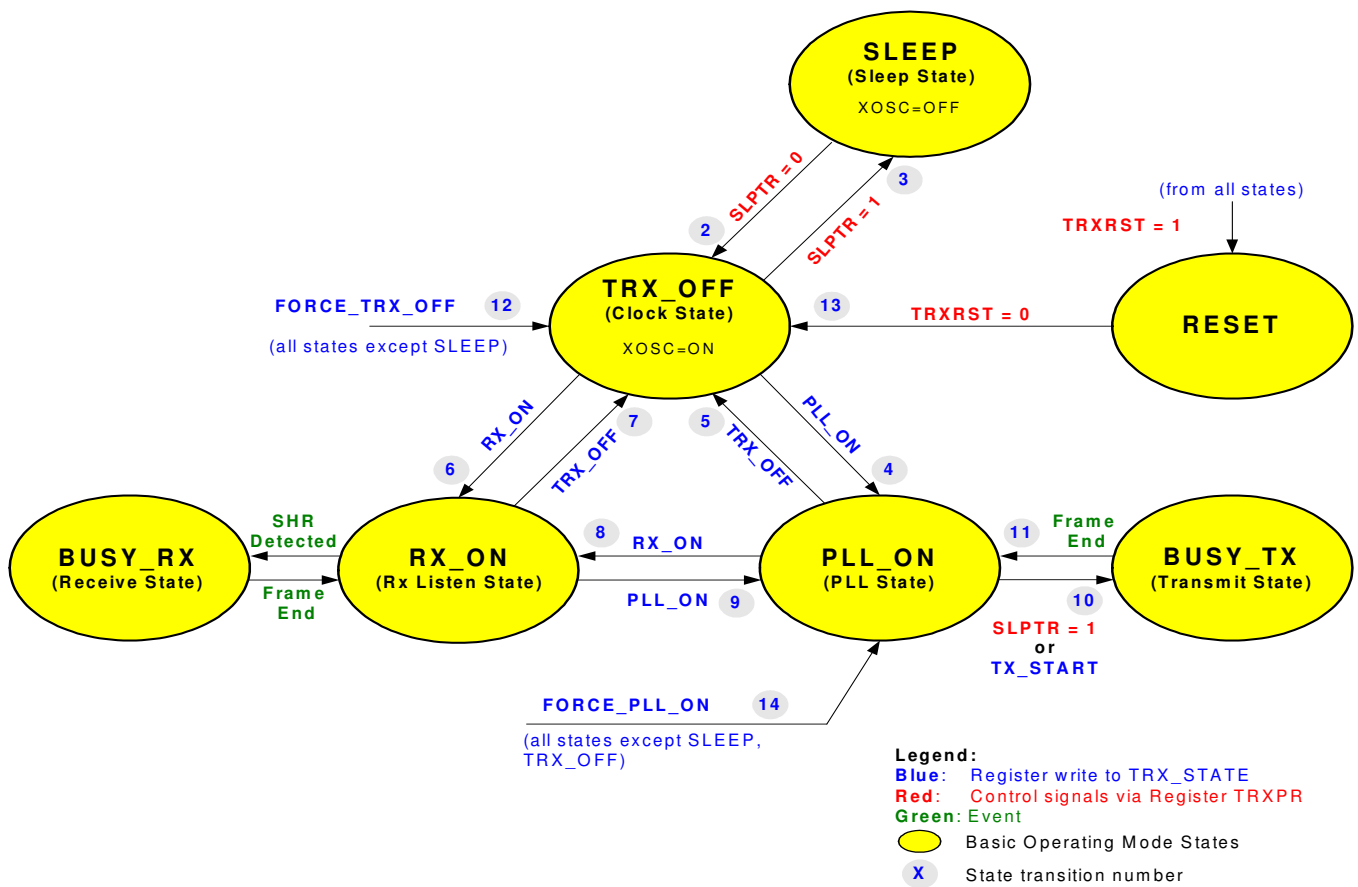 SLEEP
(Sleep State)
XOSC=OFF
SLPTR = 0
SLPTR = 1
3
2
(from all states)
TRXRST = 1
TRX_OFF
(Clock State)
XOSC=ON
FORCE_TRX_OFF
12
(all states except SLEEP)
13
TRXRST = 0
RESET
RX_ON
6
7
TRX_OFF
5
TRX_OFF
PLL_ON
4
BUSY_RX
(Receive State)
SHR
Detected
Frame
End
RX_ON
(Rx Listen State)
8
RX_ON
PLL_ON
9
PLL_ON
(PLL State)
11
Frame
End
10
SLPTR = 1
or
TX_START
BUSY_TX
(Transmit State)
FORCE_PLL_ON
14
(all states except SLEEP,
TRX_OFF)
Legend:
Blue: Register write to TRX_STATE
Red: Control signals via Register TRXPR
Green: Event
Basic Operating Mode States
X State transition number